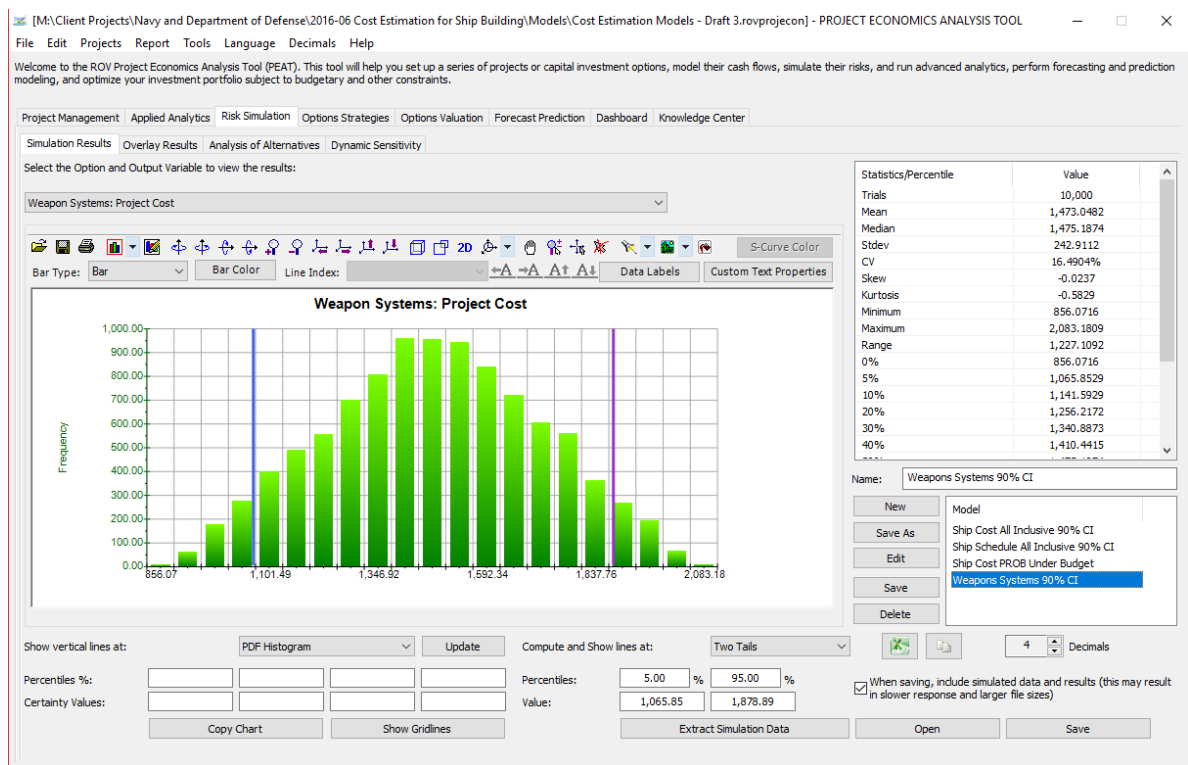 [M:\Client Projects\Navy and Department of Defense\2016-06 Cost Estimation for Ship Building\Models\Cost Estimation Models - Draft 3.rovprojecon] - PROJECT ECONOMICS ANALYSIS TOOL
File Edit Projects Report Tools Language Decimals Help
Welcome to the ROV Project Economics Analysis Tool (PEAT). This tool will help you set up a series of projects or capital investment options, model their cash flows, simulate their risks, and run advanced analytics, perform forecasting and prediction
modeling, and optimize your investment portfolio subject to budgetary and other constraints.
Project Management Applied Analytics Risk Simulation Options Strategies Options Valuation Forecast Prediction Dashboard Knowledge Center
Simulation Results Overlay Results Analysis of Alternatives Dynamic Sensitivity
Select the Option and Output Variable to view the results:
Weapon Systems: Project Cost
2D S-Curve Color
Bar Type: Bar Bar Color Line Index: A A A A Data Labels Custom Text Properties
Weapon Systems: Project Cost
Frequency
1,000.00
900.00
800.00
700.00
600.00
500.00
400.00
300.00
200.00
100.00
0.00
856.07 1,101.49 1,346.92 1,592.34 1,837.76 2,083.18
Statistics/Percentile Value
Trials 10,000
Mean 1,473.0482
Median 1,475.1874
Stdev 242.9112
CV 16.4904%
Skew -0.0237
Kurtosis -0.5829
Minimum 856.0716
Maximum 2,083.1809
Range 1,227.1092
0% 856.0716
5% 1,065.8529
10% 1,141.5929
20% 1,256.2172
30% 1,340.8873
40% 1,410.4415
Name: Weapons Systems 90% CI
New
Save As
Edit
Save
Delete
Model
Ship Cost All Inclusive 90% CI
Ship Schedule All Inclusive 90% CI
Ship Cost PROB Under Budget
Weapons Systems 90% CI
Show vertical lines at: PDF Histogram Update Compute and Show lines at: Two Tails 4 Decimals
Percentiles %: Percentiles: 5.00 % 95.00 %
Certainty Values: Value: 1,065.85 1,878.89
When saving, include simulated data and results (this may result
in slower response and larger file sizes)
Copy Chart Show Gridlines Extract Simulation Data Open Save